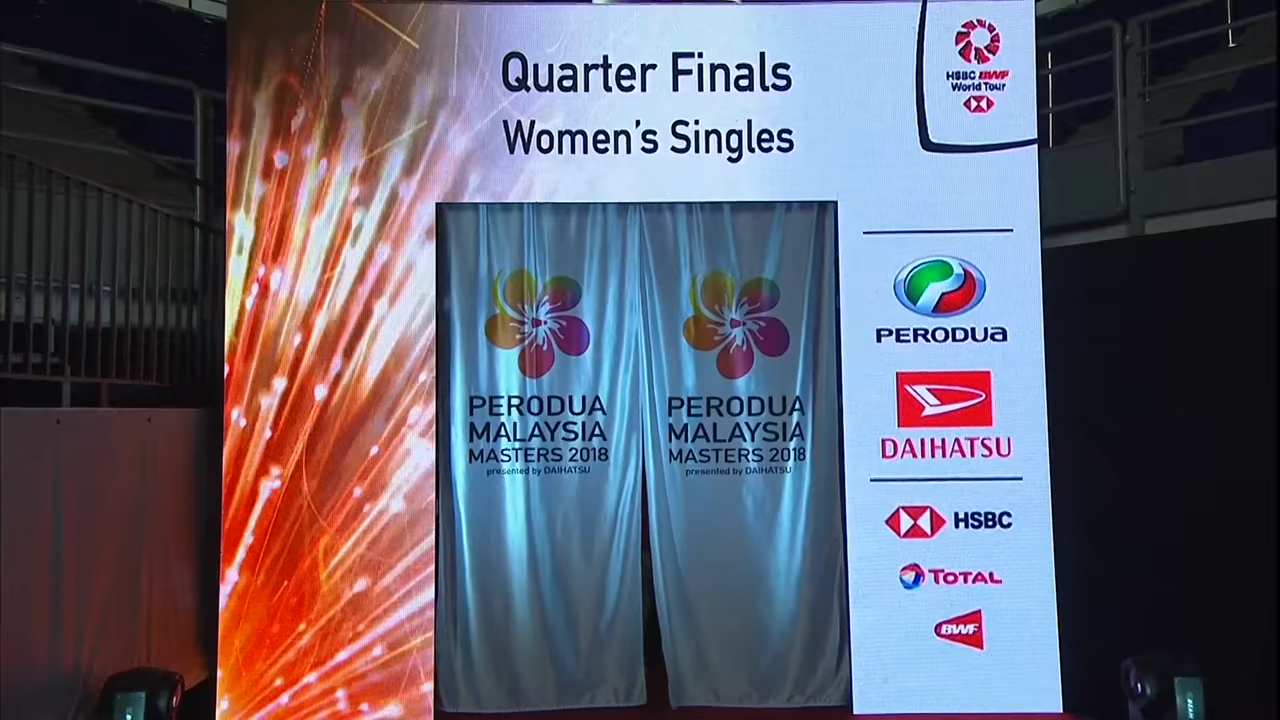 Quarter Finals
Women's Singles
HSBC BWF
World Tour
PERODUA
MALAYSIA
MASTERS 2018
presented by DAIHATSU
PERODUA
MALAYSIA
MASTERS 2018
presented by DAIHATSU
PERODUA
DAIHATSU
HSBC
TOTAL
BWF